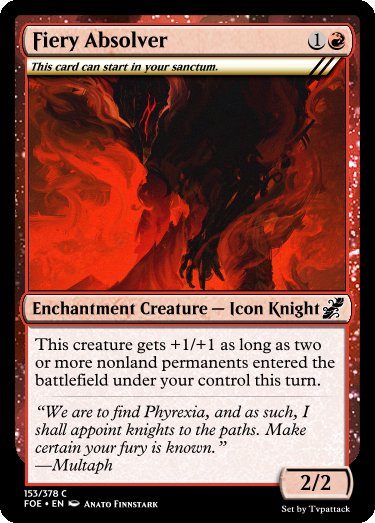 Fiery Absolver 1
This card can start in your sanctum.
Enchantment Creature — Icon Knight
This creature gets +1/+1 as long as two
or more nonland permanents entered the
battlefield under your control this turn.
“We are to find Phyrexia, and as such, I
shall appoint knights to the paths. Make
certain your fury is known.”
—Multaph
2/2
153/378 C
FOE • EN Anato Finnstark
Set by Tvpattack